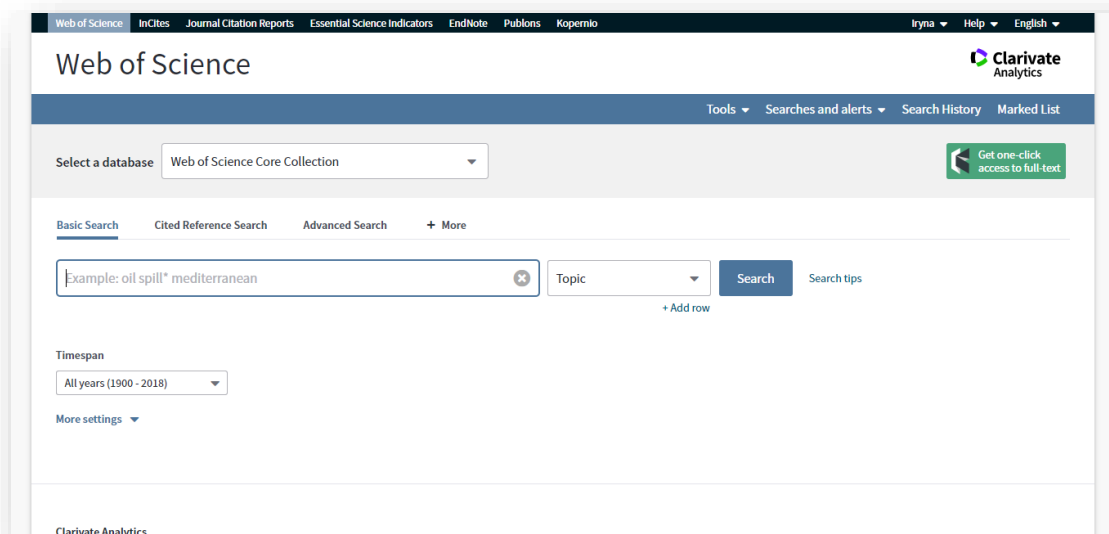 Web of Science InCites Journal Citation Reports Essential Science Indicators EndNote Publons Kopernio Iryna Help English
Web of Science
Clarivate
Analytics
Tools Searches and alerts Search History Marked List
Select a database Web of Science Core Collection
Get one-click
access to full-text
Basic Search Cited Reference Search Advanced Search + More
Example: oil spill* mediterranean Topic Search Search tips
+ Add row
Timespan
All years (1900 - 2018)
More settings
Clarivate Analytics